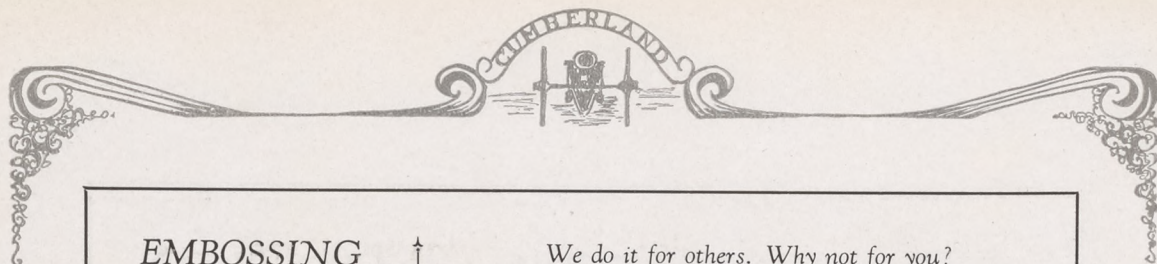 CUMBERLAND
EMBOSSING
We do it for others. Why not for you?